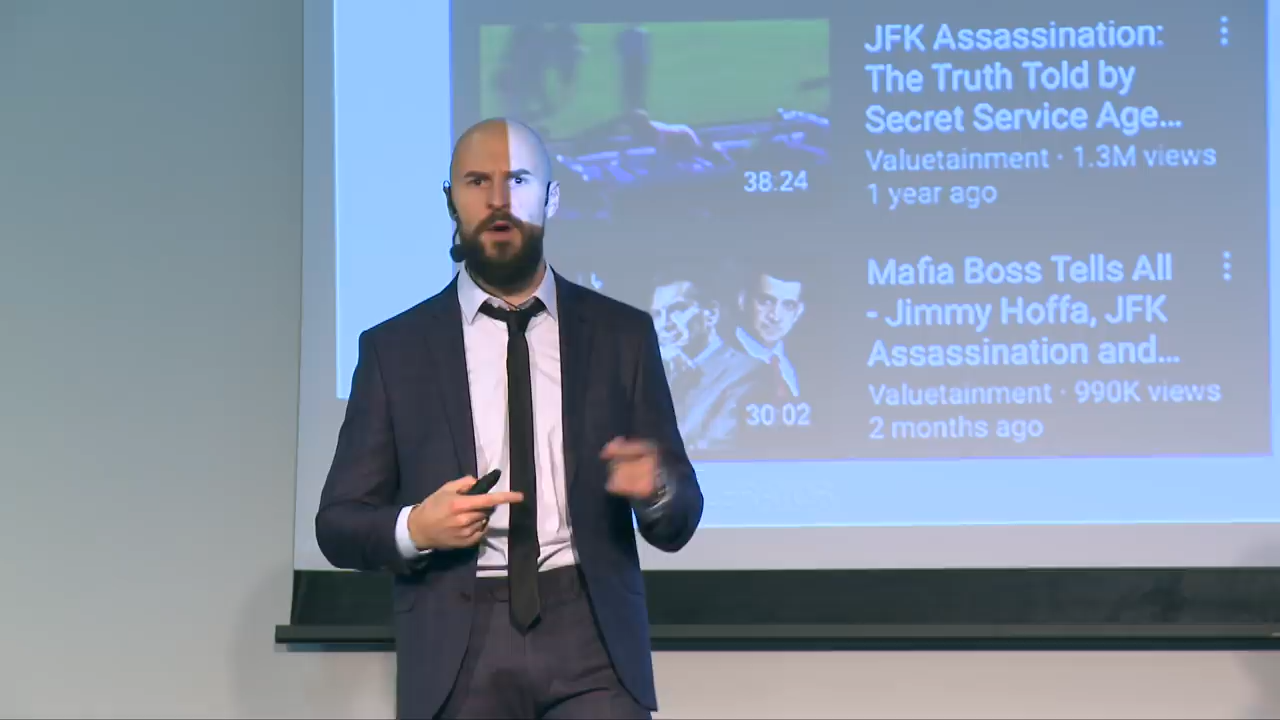 JFK Assassination:
The Truth Told by
Secret Service Age...
Valuetainment · 1.3M views
1 year ago
38:24
Mafia Boss Tells All
- Jimmy Hoffa, JFK
Assassination and...
Valuetainment · 990K views
2 months ago
30:02